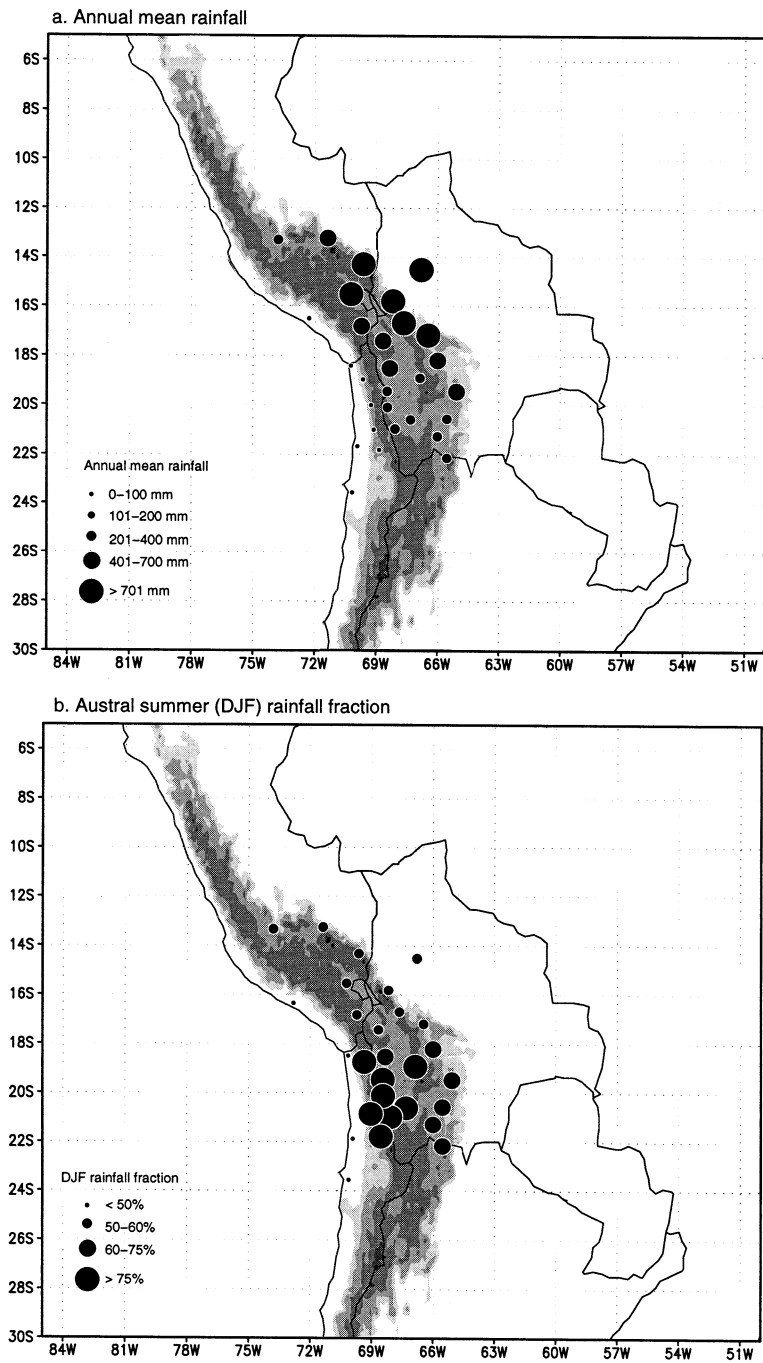 a. Annual mean rainfall
6S
8S
10S
12S
14S
16S
18S
20S
22S
24S
26S
28S
30S
Annual mean rainfall
0–100 mm
101–200 mm
201–400 mm
401–700 mm
> 701 mm
84W 81W 78W 75W 72W 69W 66W 63W 60W 57W 54W 51W
b. Austral summer (DJF) rainfall fraction
6S
8S
10S
12S
14S
16S
18S
20S
22S
24S
26S
28S
30S
DJF rainfall fraction
< 50%
50–60%
60–75%
> 75%
84W 81W 78W 75W 72W 69W 66W 63W 60W 57W 54W 51W